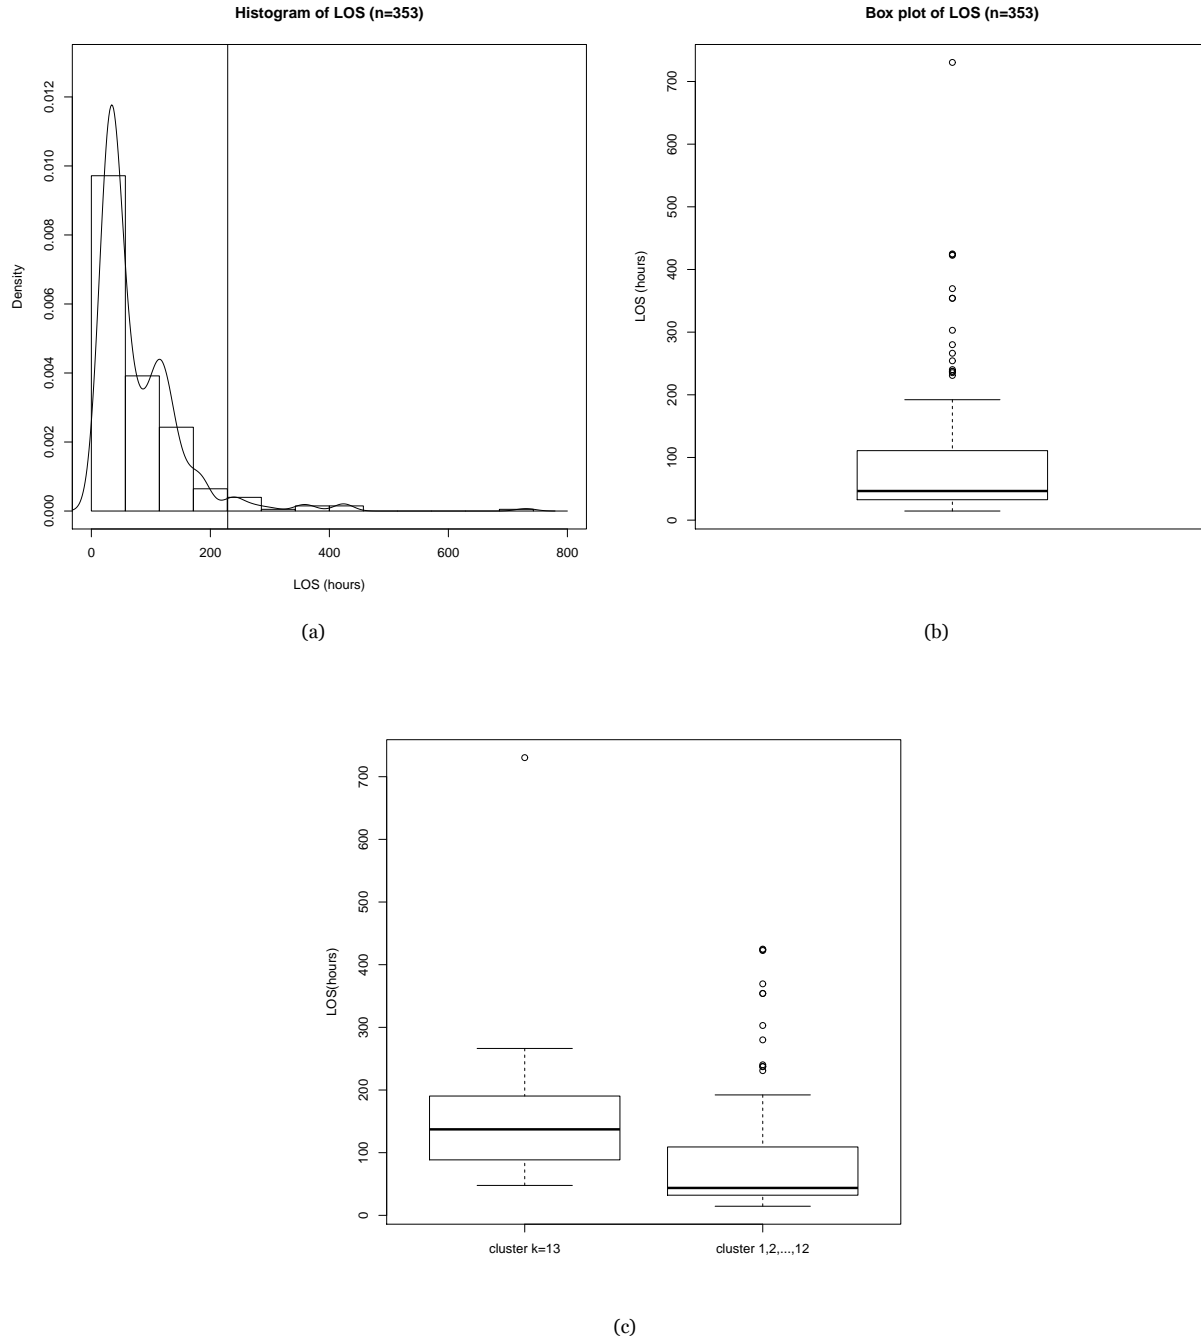 Histogram of LOS (n=353)
Density
0.000 0.002 0.004 0.006 0.008 0.010 0.012
0 200 400 600 800
LOS (hours)
(a)
Box plot of LOS (n=353)
LOS (hours)
0 100 200 300 400 500 600 700
(b)
LOS(hours)
0 100 200 300 400 500 600 700
cluster k=13 cluster 1,2,...,12
(c)